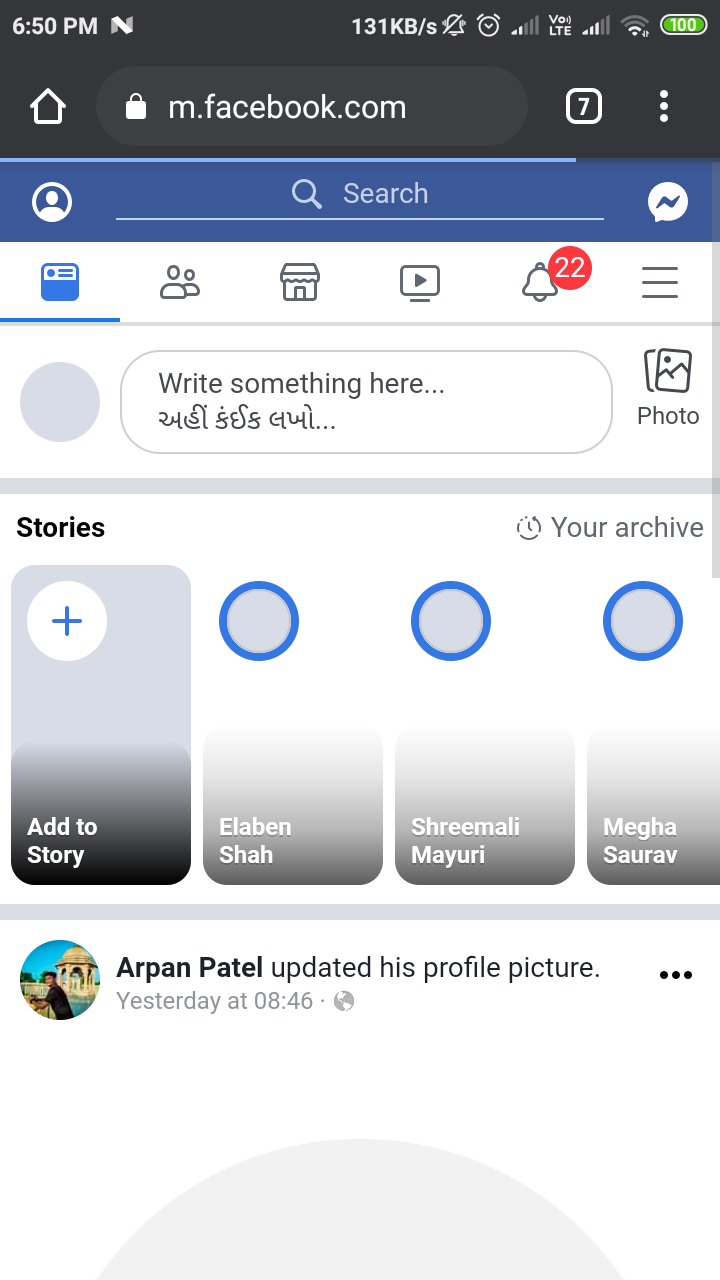 6:50 PM 131KB/s Vo)) LTE 100
m.facebook.com 7
Search
22
Write something here...
અહીં કંઈક લખો...
Photo
Stories Your archive
Add to Story
Elaben Shah
Shreemali Mayuri
Megha Saurav
Arpan Patel updated his profile picture.
Yesterday at 08:46 ·